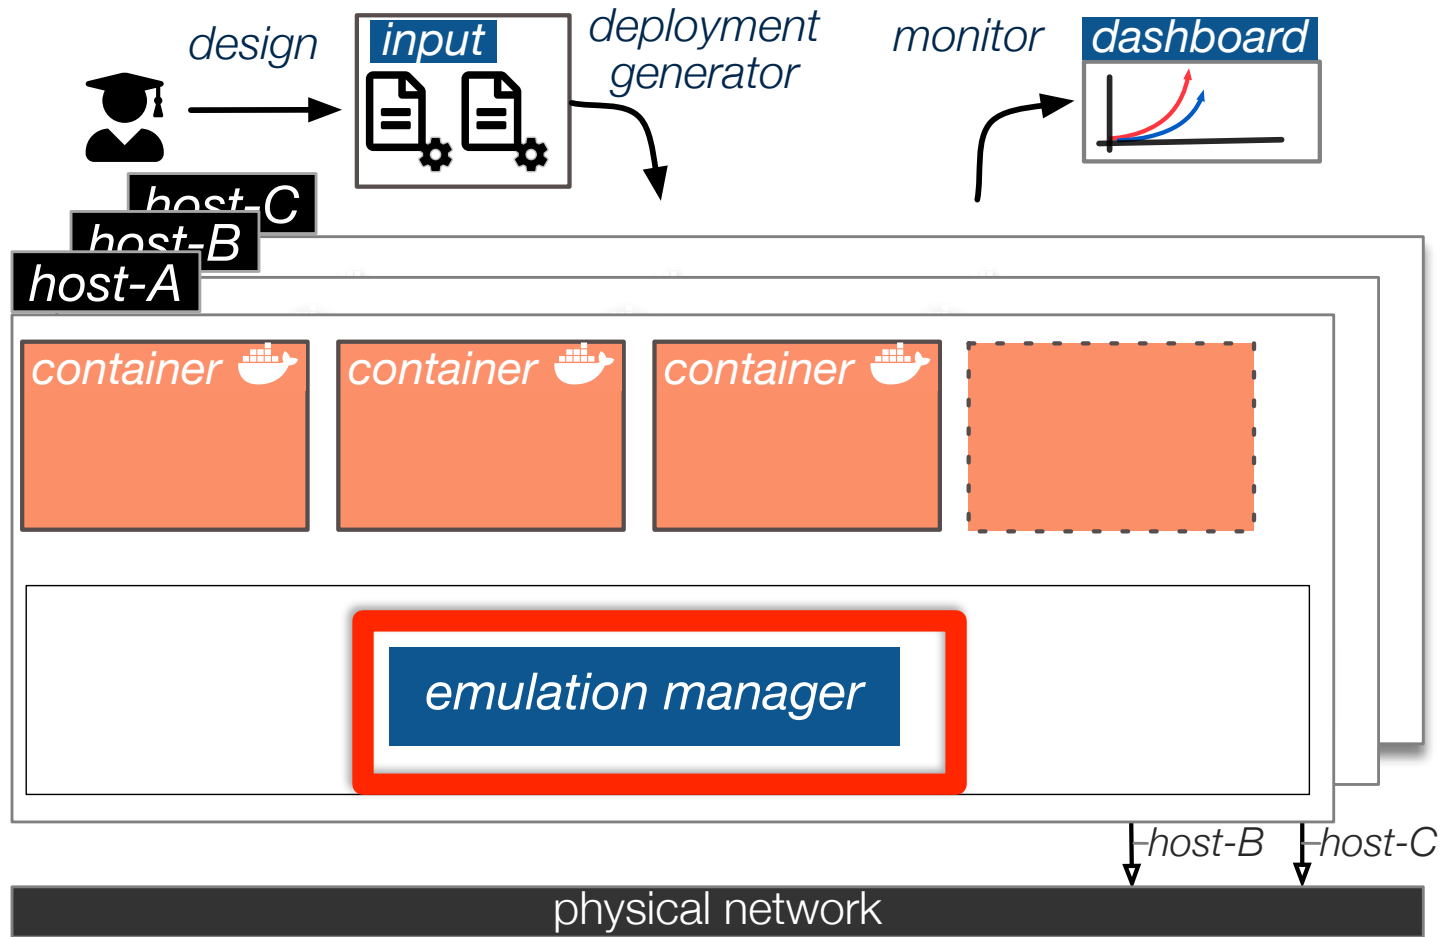 design
input
deployment
generator
monitor
dashboard
host-C
host-B
host-A
container
container
container
emulation manager
host-B
host-C
physical network